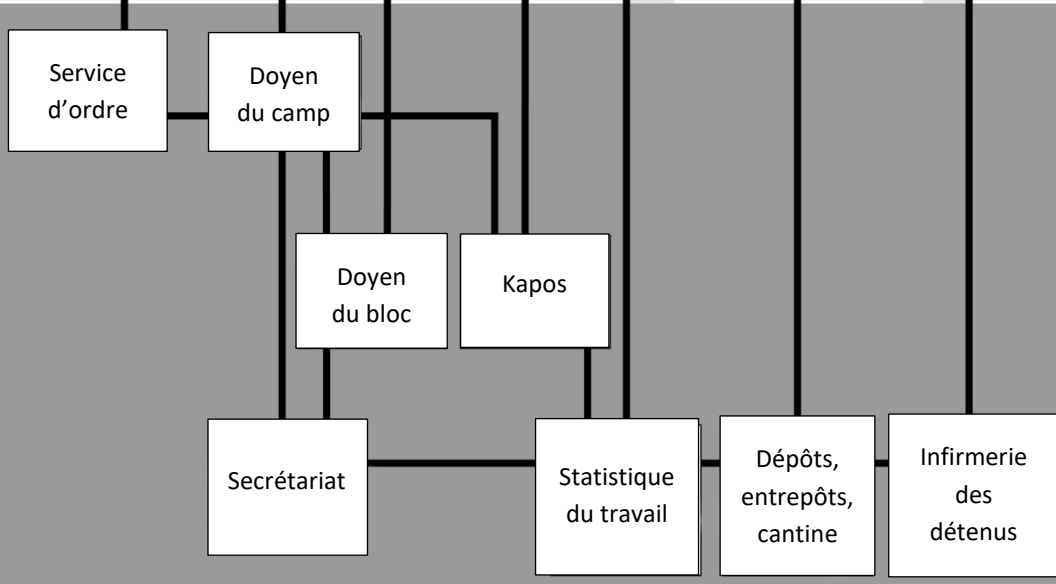 Service
d’ordre
Doyen
du camp
Doyen
du bloc
Kapos
Secrétariat
Statistique
du travail
Dépôts,
entrepôts,
cantine
Infirmerie
des
détenus